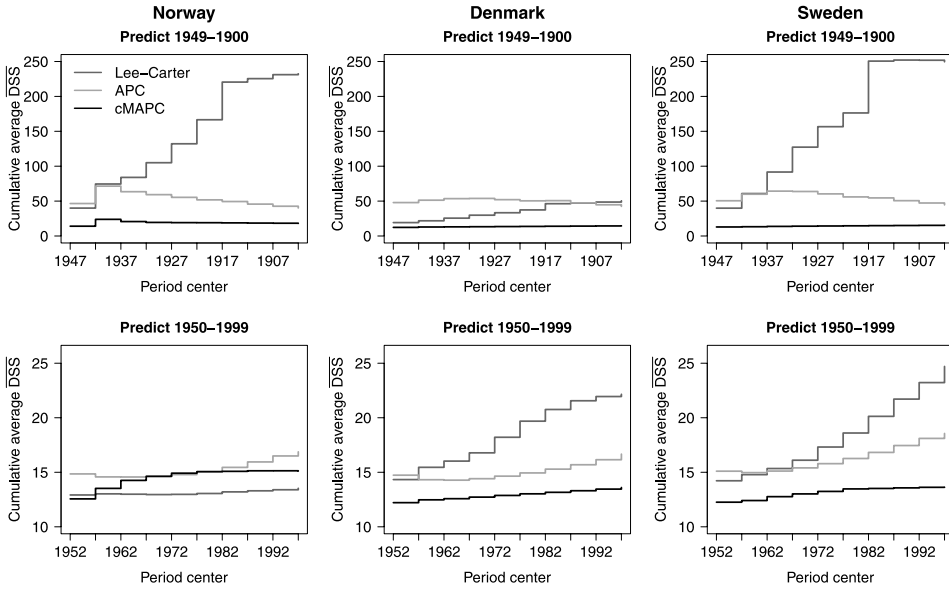 Norway
Denmark
Sweden
Predict 1949–1900
Predict 1949–1900
Predict 1949–1900
Cumulative average DSS
250
200
150
100
50
0
Lee−Carter
APC
cMAPC
1947 1937 1927 1917 1907
Period center
Cumulative average DSS
250
200
150
100
50
0
1947 1937 1927 1917 1907
Period center
Cumulative average DSS
250
200
150
100
50
0
1947 1937 1927 1917 1907
Period center
Predict 1950–1999
Predict 1950–1999
Predict 1950–1999
Cumulative average DSS
25
20
15
10
1952 1962 1972 1982 1992
Period center
Cumulative average DSS
25
20
15
10
1952 1962 1972 1982 1992
Period center
Cumulative average DSS
25
20
15
10
1952 1962 1972 1982 1992
Period center